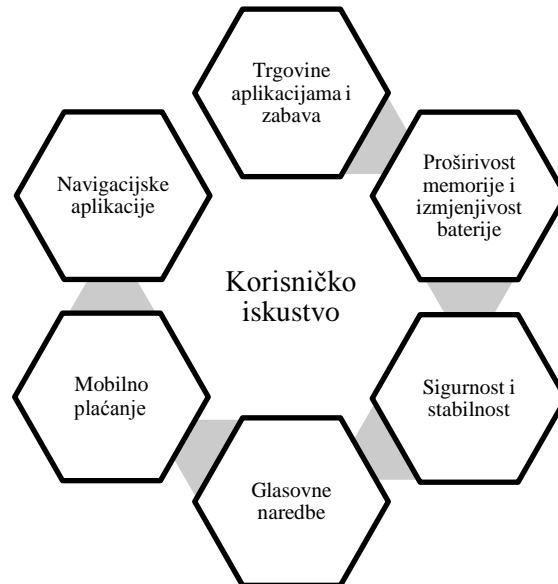 Trgovine
aplikacijama i
zabava
Proširivost
memorije i
izmjenjivost
baterije
Sigurnost i
stabilnost
Glasovne
naredbe
Mobilno
plaćanje
Navigacijske
aplikacije
Korisničko
iskustvo